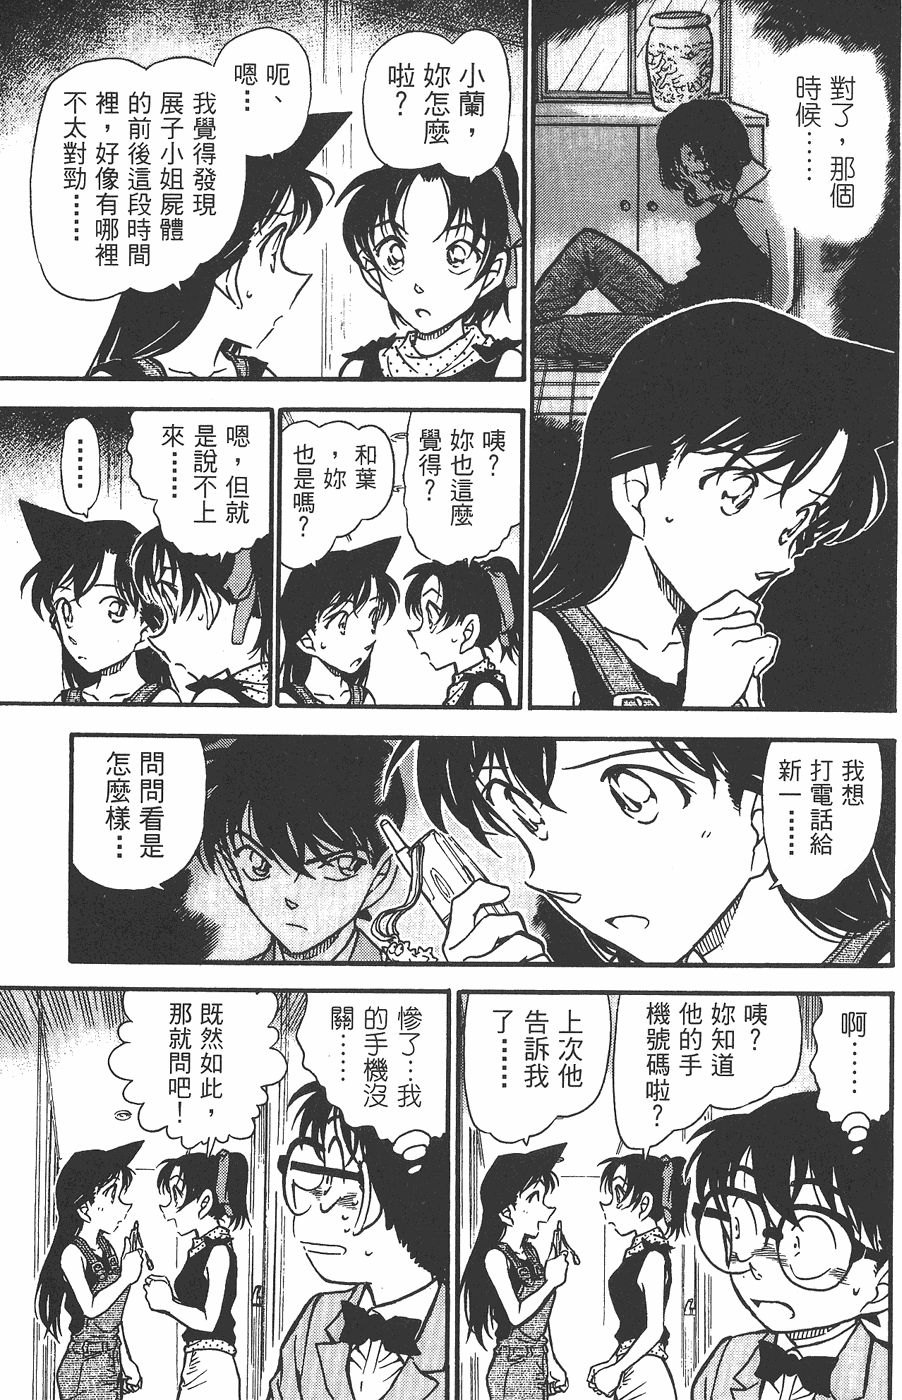 對了，那個
時候……
小蘭，
妳怎麼
啦？
呃、
嗯…
我覺得發現
展子小姐屍體
的前後這段時間
裡，好像有哪裡
不太對勁……
咦？
妳也這麼
覺得？
和葉
，妳
也是嗎？
嗯，但就
是說不上
來……
……
我想
打電話給
新一……
問問看是
怎麼樣…
啊……
咦？
妳知道
他的手
機號碼啦？
上次他
告訴我
了……
慘了…我
的手機沒
關……
既然如此，
那就問吧！